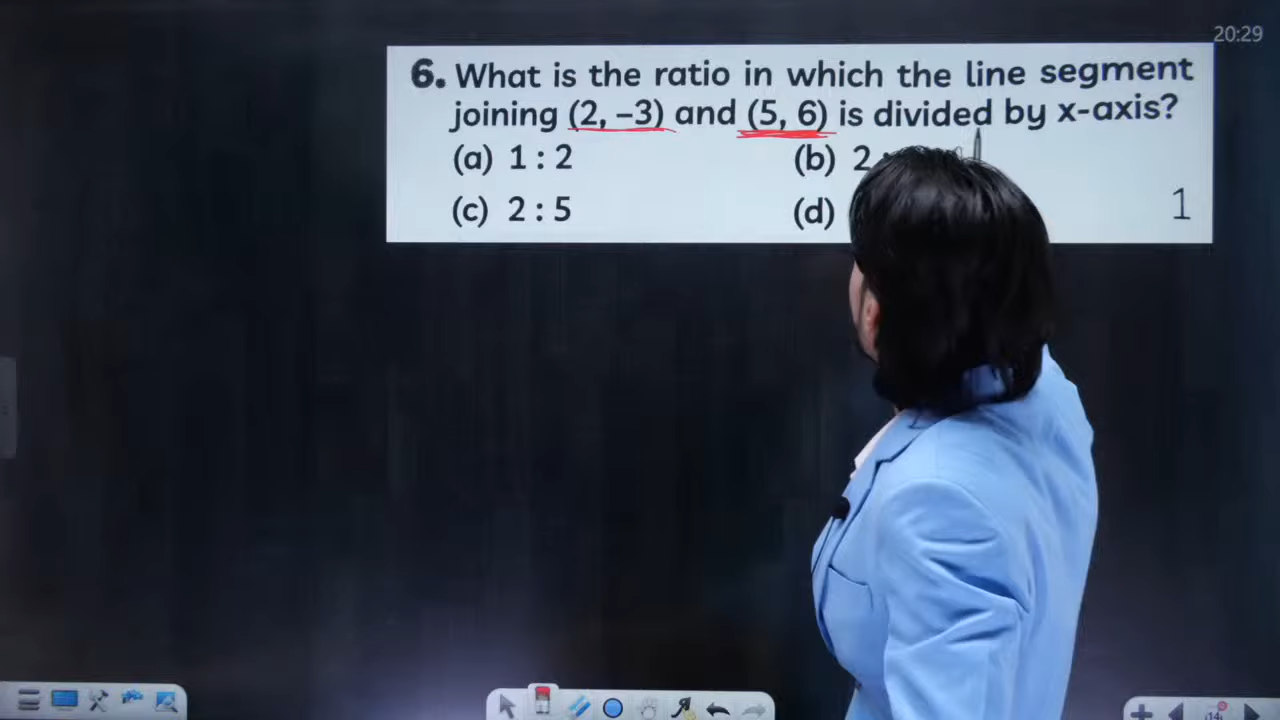 20:29
6. What is the ratio in which the line segment
joining (2, –3) and (5, 6) is divided by x-axis?
(a) 1 : 2
(b) 2
(c) 2 : 5
(d)
1